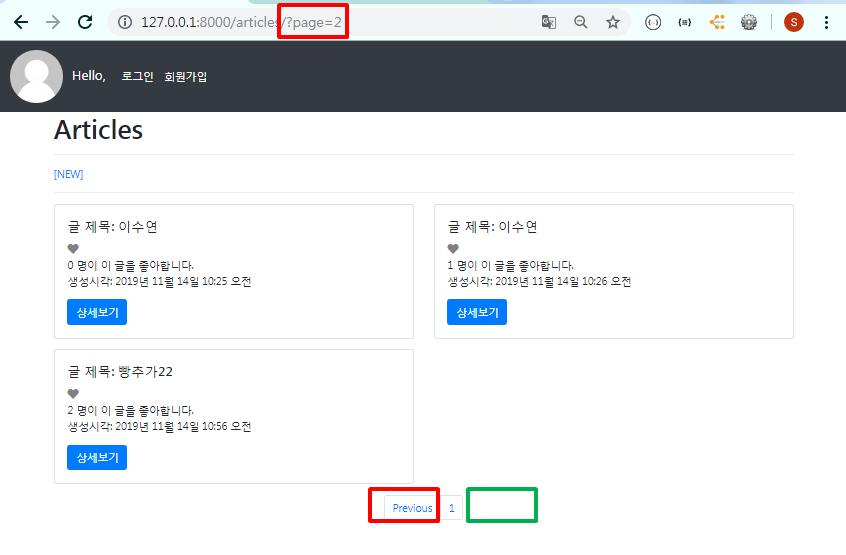 127.0.0.1:8000/articles/?page=2
S
Hello, 로그인 회원가입
Articles
[NEW]
글 제목: 이수연
0 명이 이 글을 좋아합니다.
생성시각: 2019년 11월 14일 10:25 오전
상세보기
글 제목: 이수연
1 명이 이 글을 좋아합니다.
생성시각: 2019년 11월 14일 10:26 오전
상세보기
글 제목: 빵추가22
2 명이 이 글을 좋아합니다.
생성시각: 2019년 11월 14일 10:56 오전
상세보기
Previous 1